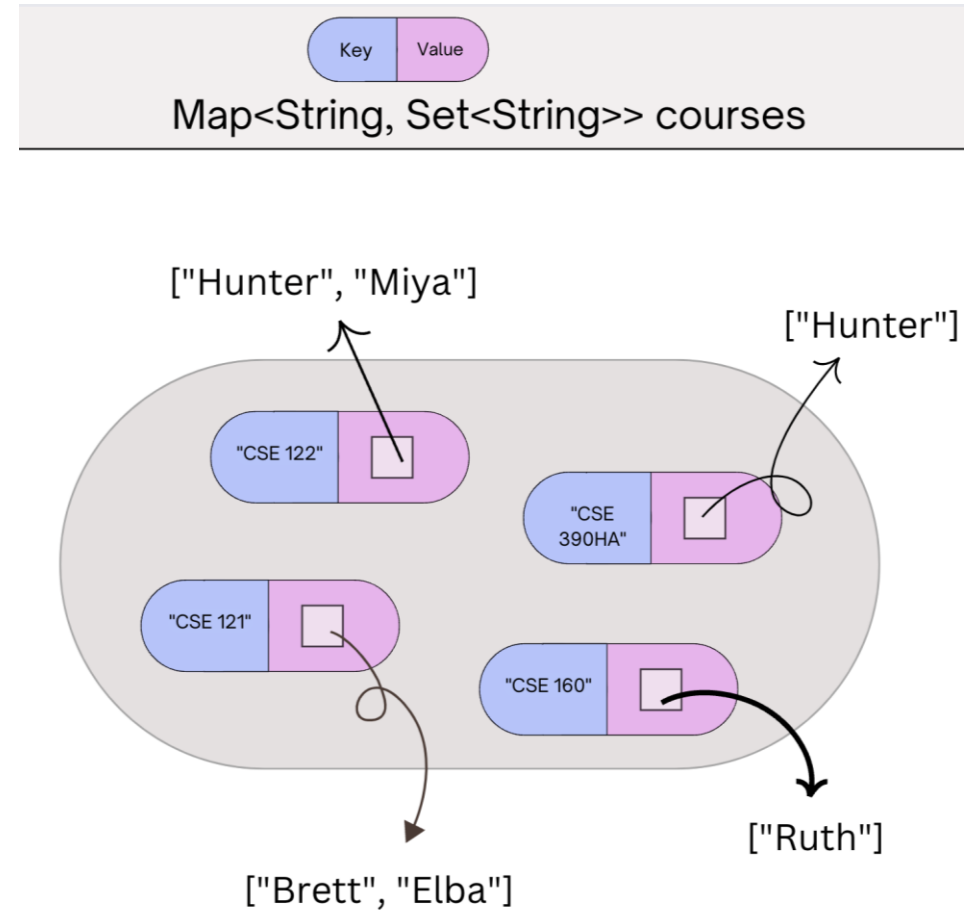 Key
Value
Map<String, Set<String>> courses
["Hunter", "Miya"]
["Hunter"]
"CSE 122"
"CSE
390HA"
"CSE 121"
"CSE 160"
["Ruth"]
["Brett", "Elba"]